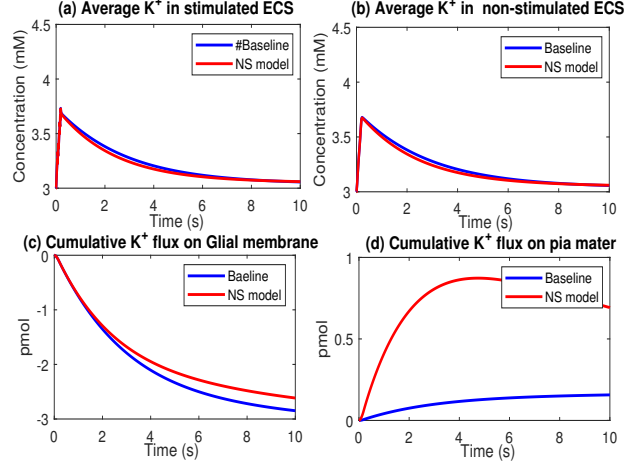 (a) Average K+ in stimulated ECS
Concentration (mM)
4.5
4
3.5
3
0 2 4 6 8 10
Time (s)
#Baseline
NS model
(b) Average K+ in non-stimulated ECS
Concentration (mM)
4.5
4
3.5
3
0 2 4 6 8 10
Time (s)
Baseline
NS model
(c) Cumulative K+ flux on Glial membrane
pmol
0
-1
-2
-3
0 2 4 6 8 10
Time (s)
Baeline
NS model
(d) Cumulative K+ flux on pia mater
pmol
1
0.5
0
0 2 4 6 8 10
Time (s)
Baseline
NS model